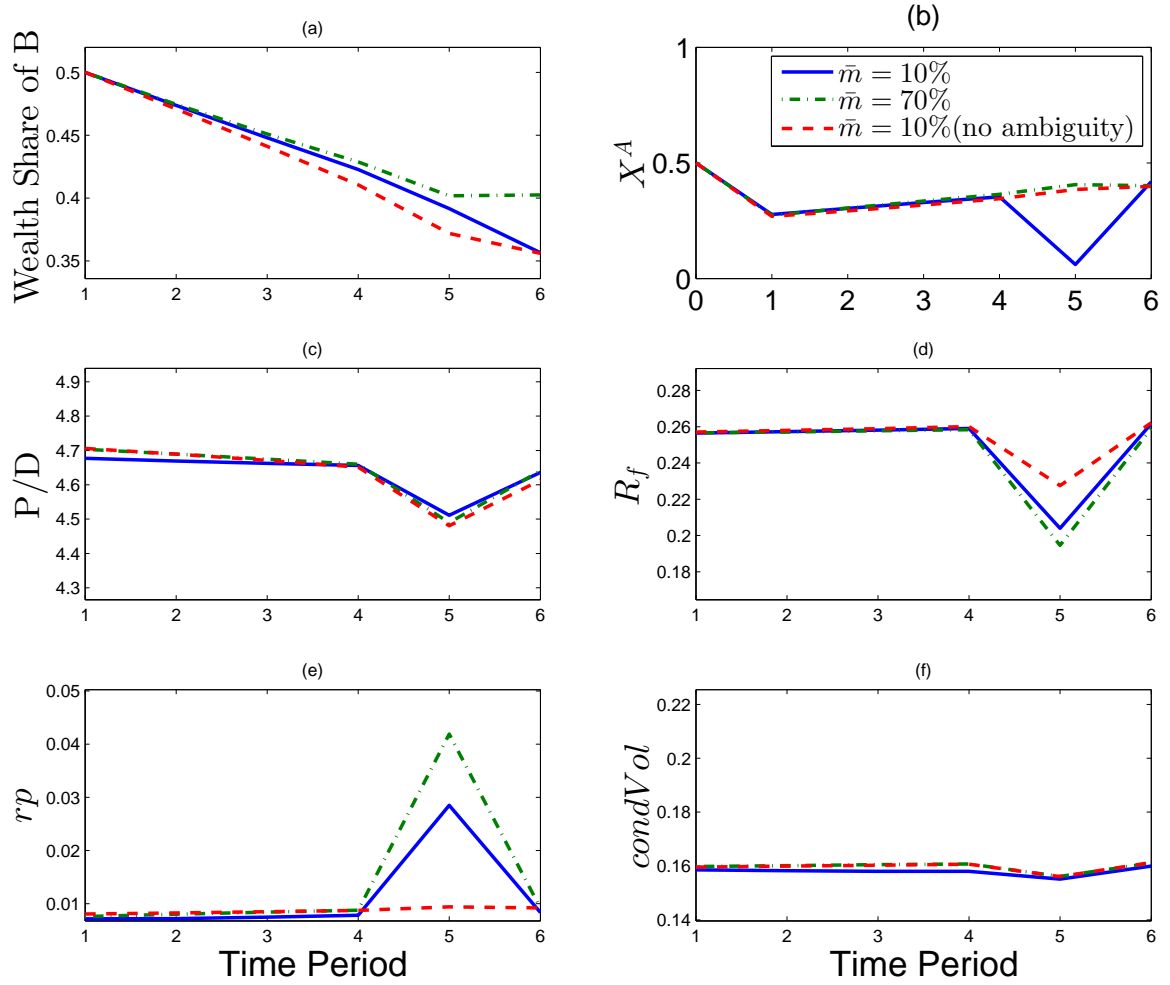 (a)
Wealth Share of B
0.5
0.45
0.4
0.35
1 2 3 4 5 6
(b)
X^A
1
0.5
0
0 1 2 3 4 5 6
m̄ = 10%
m̄ = 70%
m̄ = 10%(no ambiguity)
(c)
P/D
4.9
4.8
4.7
4.6
4.5
4.4
4.3
1 2 3 4 5 6
(d)
R_f
0.28
0.26
0.24
0.22
0.2
0.18
1 2 3 4 5 6
(e)
rp
0.05
0.04
0.03
0.02
0.01
1 2 3 4 5 6
Time Period
(f)
condVol
0.22
0.2
0.18
0.16
0.14
1 2 3 4 5 6
Time Period